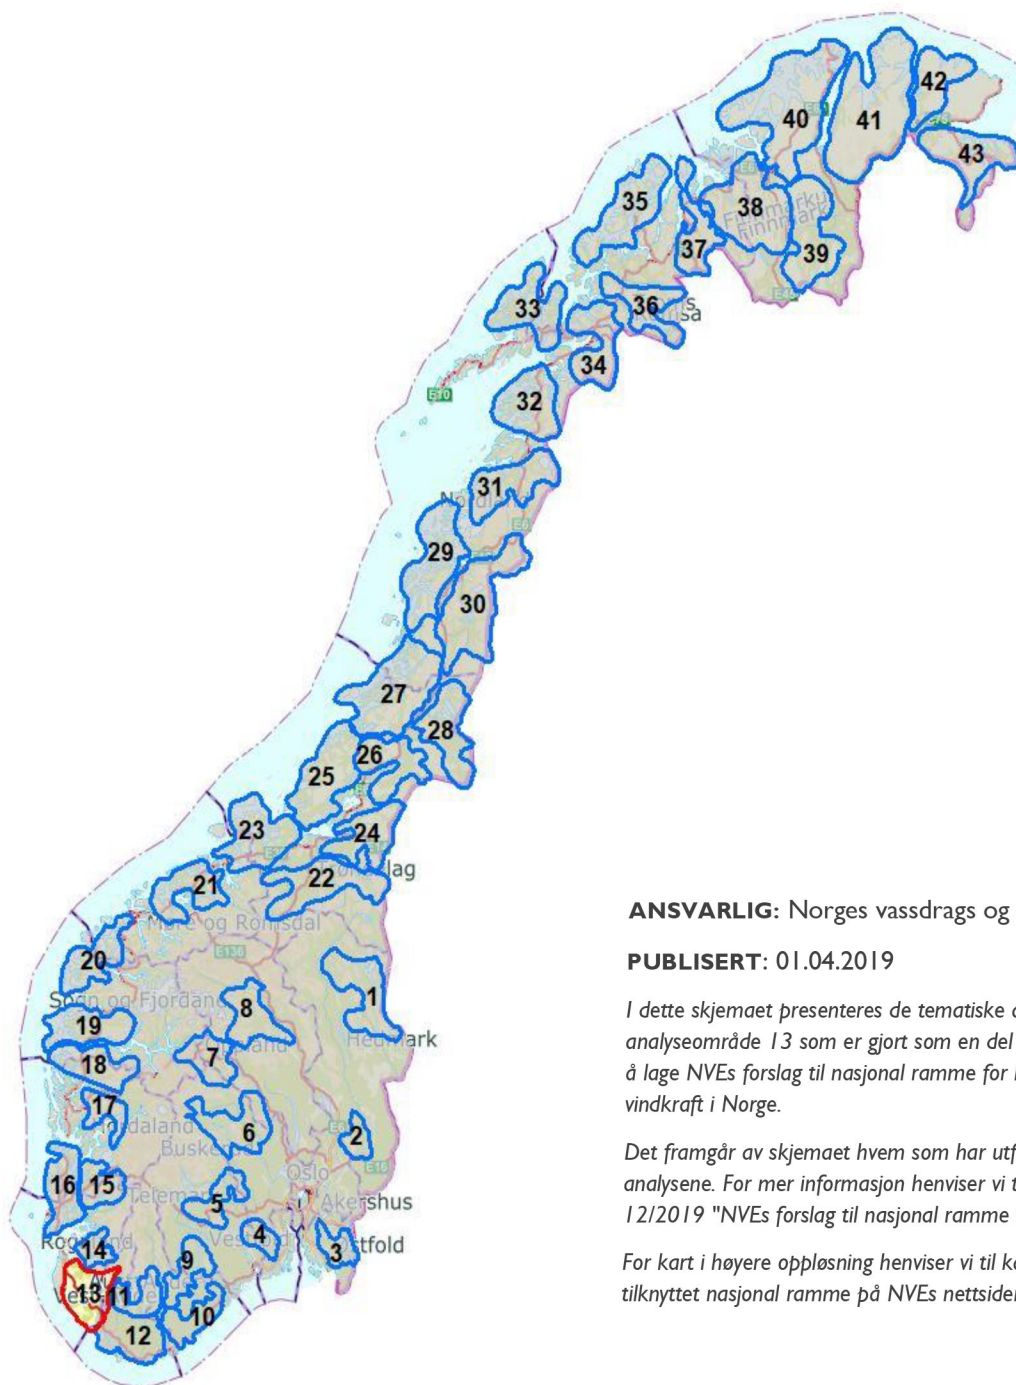 40
41
42
43
E6
38
Finnmarku
Finnmark
39
E45
35
37
36
33
34
E10
32
31
Nordland
E6
29
30
27
28
26
25
23
24
22
21
Møre og Romsdal
E136
20
Sogn og Fjordane
1
8
19
Hedmark
18
7
17
Hordaland
6
E6
2
Buskerud
16
15
Oslo
E16
Telemark
Akershus
5
4
Østfold
3
14
9
13
11
10
12
ANSVARLIG: Norges vassdrags og
PUBLISERT: 01.04.2019
I dette skjemaet presenteres de tematiske
analyseområde 13 som er gjort som en del
å lage NVEs forslag til nasjonal ramme for
vindkraft i Norge.
Det framgår av skjemaet hvem som har
analysene. For mer informasjon henviser vi
12/2019 "NVEs forslag til nasjonal ramme
For kart i høyere oppløsning henviser vi til
tilknyttet nasjonal ramme på NVEs